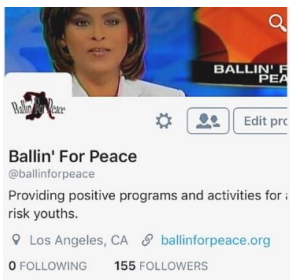 BALLIN' F
PEA
Ballin For Peace
Edit pro
Ballin' For Peace
@ballinforpeace
Providing positive programs and activities for a
risk youths.
Los Angeles, CA ballinforpeace.org
0 FOLLOWING 155 FOLLOWERS